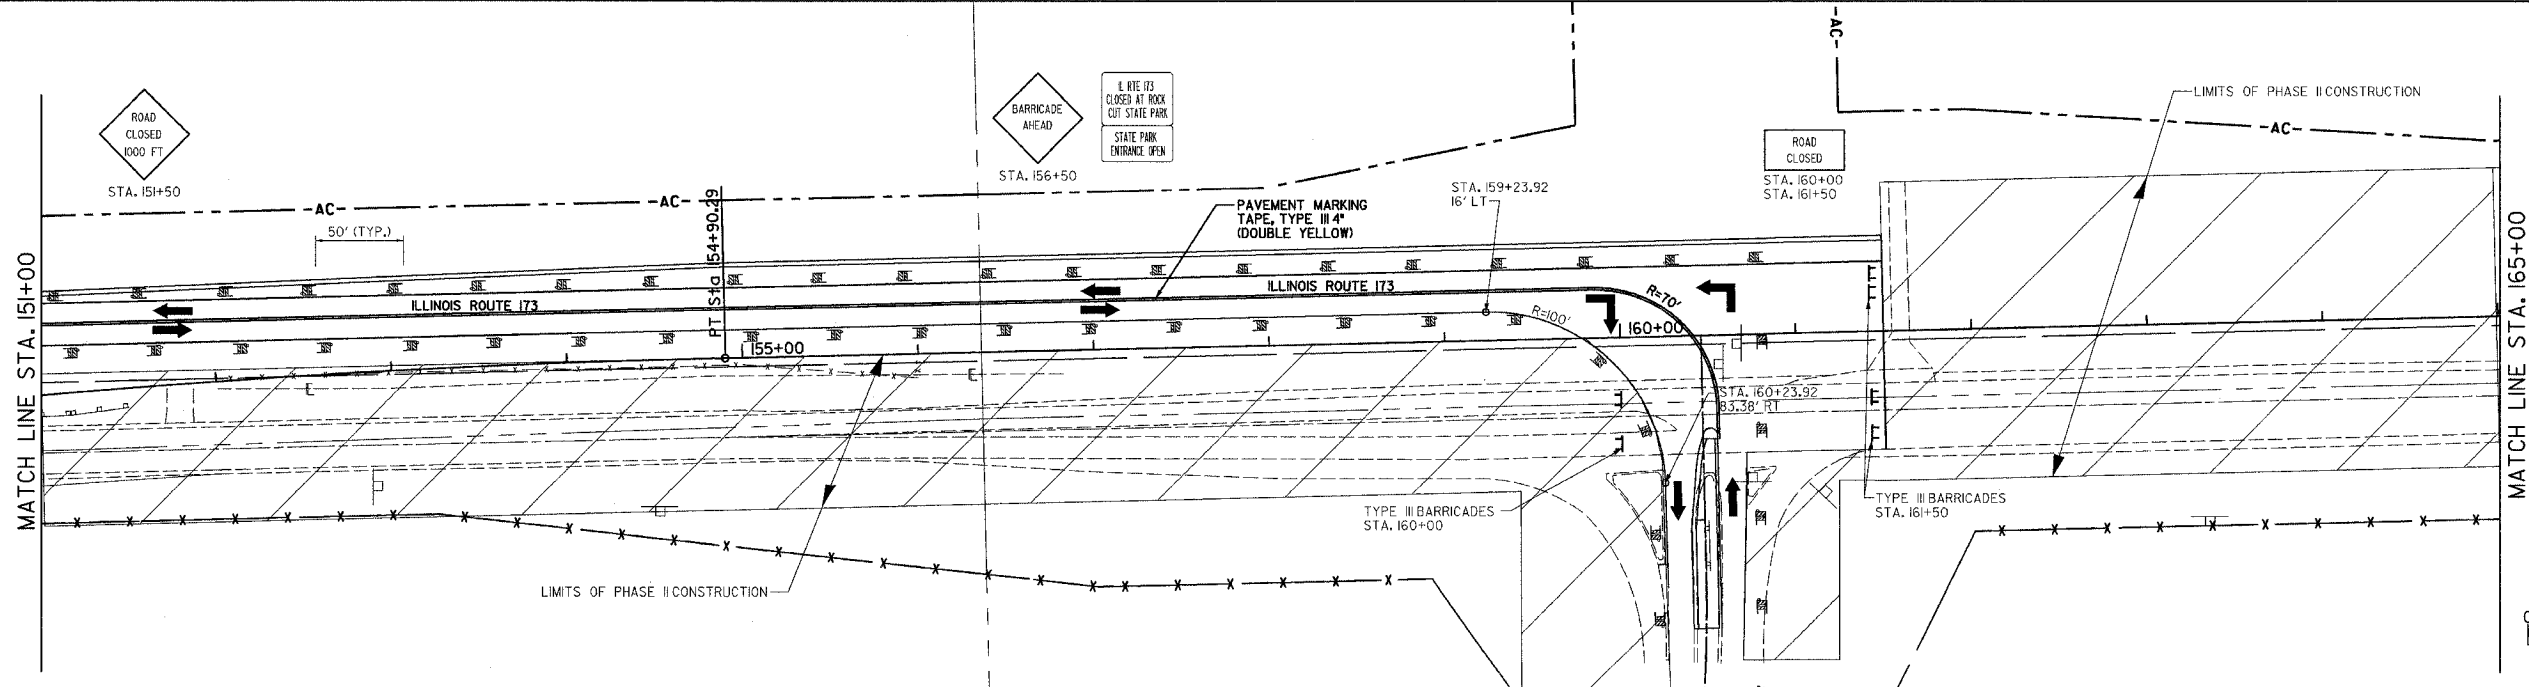 MATCH LINE STA. 151+00
ROAD
CLOSED
1000 FT
STA. 151+50
-AC-
50' (TYP.)
ILLINOIS ROUTE 173
-AC-
PT Sta 154+90.29
155+00
BARRICADE
AHEAD
STA. 156+50
IL RTE 173
CLOSED AT ROCK
CUT STATE PARK
STATE PARK
ENTRANCE OPEN
PAVEMENT MARKING
TAPE, TYPE III 4"
(DOUBLE YELLOW)
ILLINOIS ROUTE 173
STA. 159+23.92
16' LT
R=100'
R=70'
160+00
STA. 160+23.92
83.38' RT
-AC-
ROAD
CLOSED
STA. 160+00
STA. 161+50
LIMITS OF PHASE II CONSTRUCTION
-AC-
TYPE III BARRICADES
STA. 160+00
TYPE III BARRICADES
STA. 161+50
LIMITS OF PHASE II CONSTRUCTION
MATCH LINE STA. 165+00